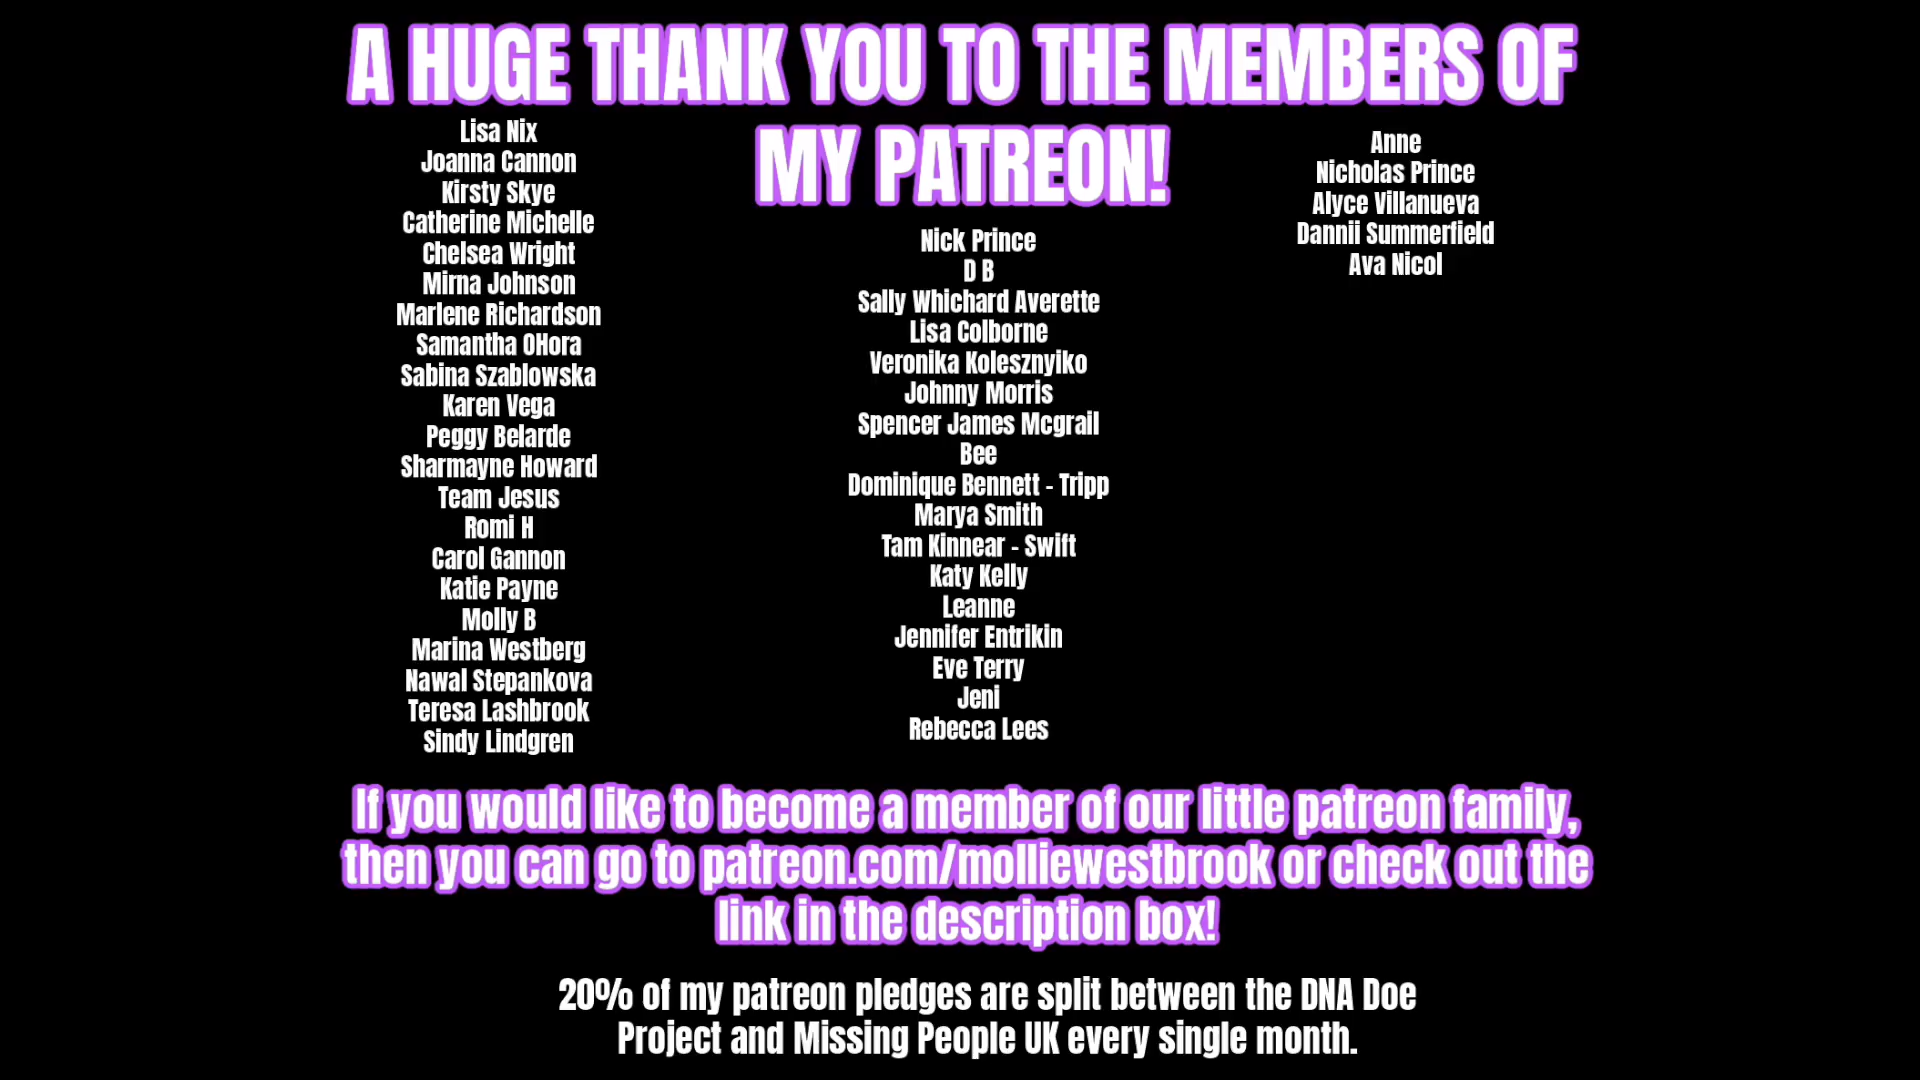 A HUGE THANK YOU TO THE MEMBERS OF
MY PATREON!
Lisa Nix
Joanna Cannon
Kirsty Skye
Catherine Michelle
Chelsea Wright
Mirna Johnson
Marlene Richardson
Samantha OHora
Sabina Szablowska
Karen Vega
Peggy Belarde
Sharmayne Howard
Team Jesus
Romi H
Carol Gannon
Katie Payne
Molly B
Marina Westberg
Nawal Stepankova
Teresa Lashbrook
Sindy Lindgren
Nick Prince
D B
Sally Whichard Averette
Lisa Colborne
Veronika Kolesznyiko
Johnny Morris
Spencer James Mcgrail
Bee
Dominique Bennett - Tripp
Marya Smith
Tam Kinnear - Swift
Katy Kelly
Leanne
Jennifer Entrikin
Eve Terry
Jeni
Rebecca Lees
Anne
Nicholas Prince
Alyce Villanueva
Dannii Summerfield
Ava Nicol
If you would like to become a member of our little patreon family,
then you can go to patreon.com/molliewestbrook or check out the
link in the description box!
20% of my patreon pledges are split between the DNA Doe
Project and Missing People UK every single month.